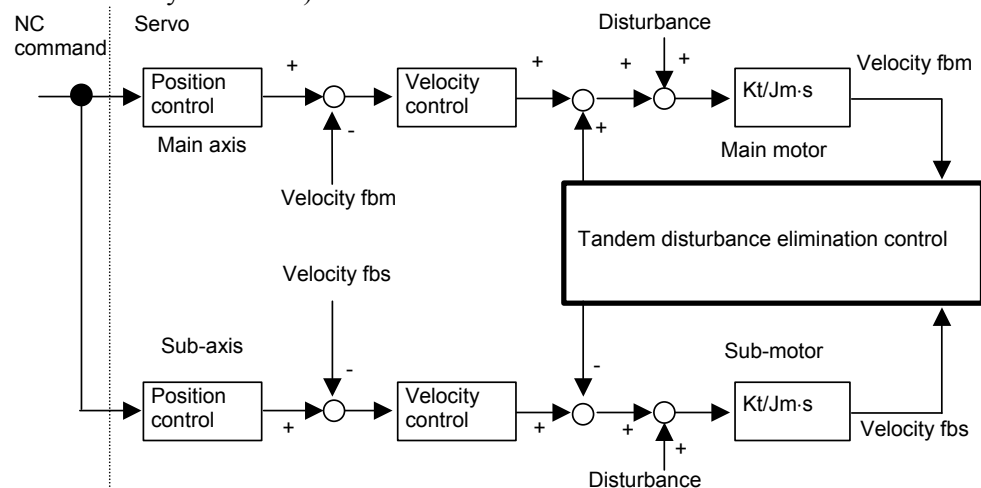 NC
command
Servo
Disturbance
+
+
+
+
Velocity fbm
Position
control
Velocity
control
Kt/Jm·s
-
+
Main axis
Main motor
Velocity fbm
Tandem disturbance elimination control
Velocity fbs
Sub-axis
Sub-motor
-
-
Position
control
Velocity
control
Kt/Jm·s
+
+
+
+
Velocity fbs
Disturbance